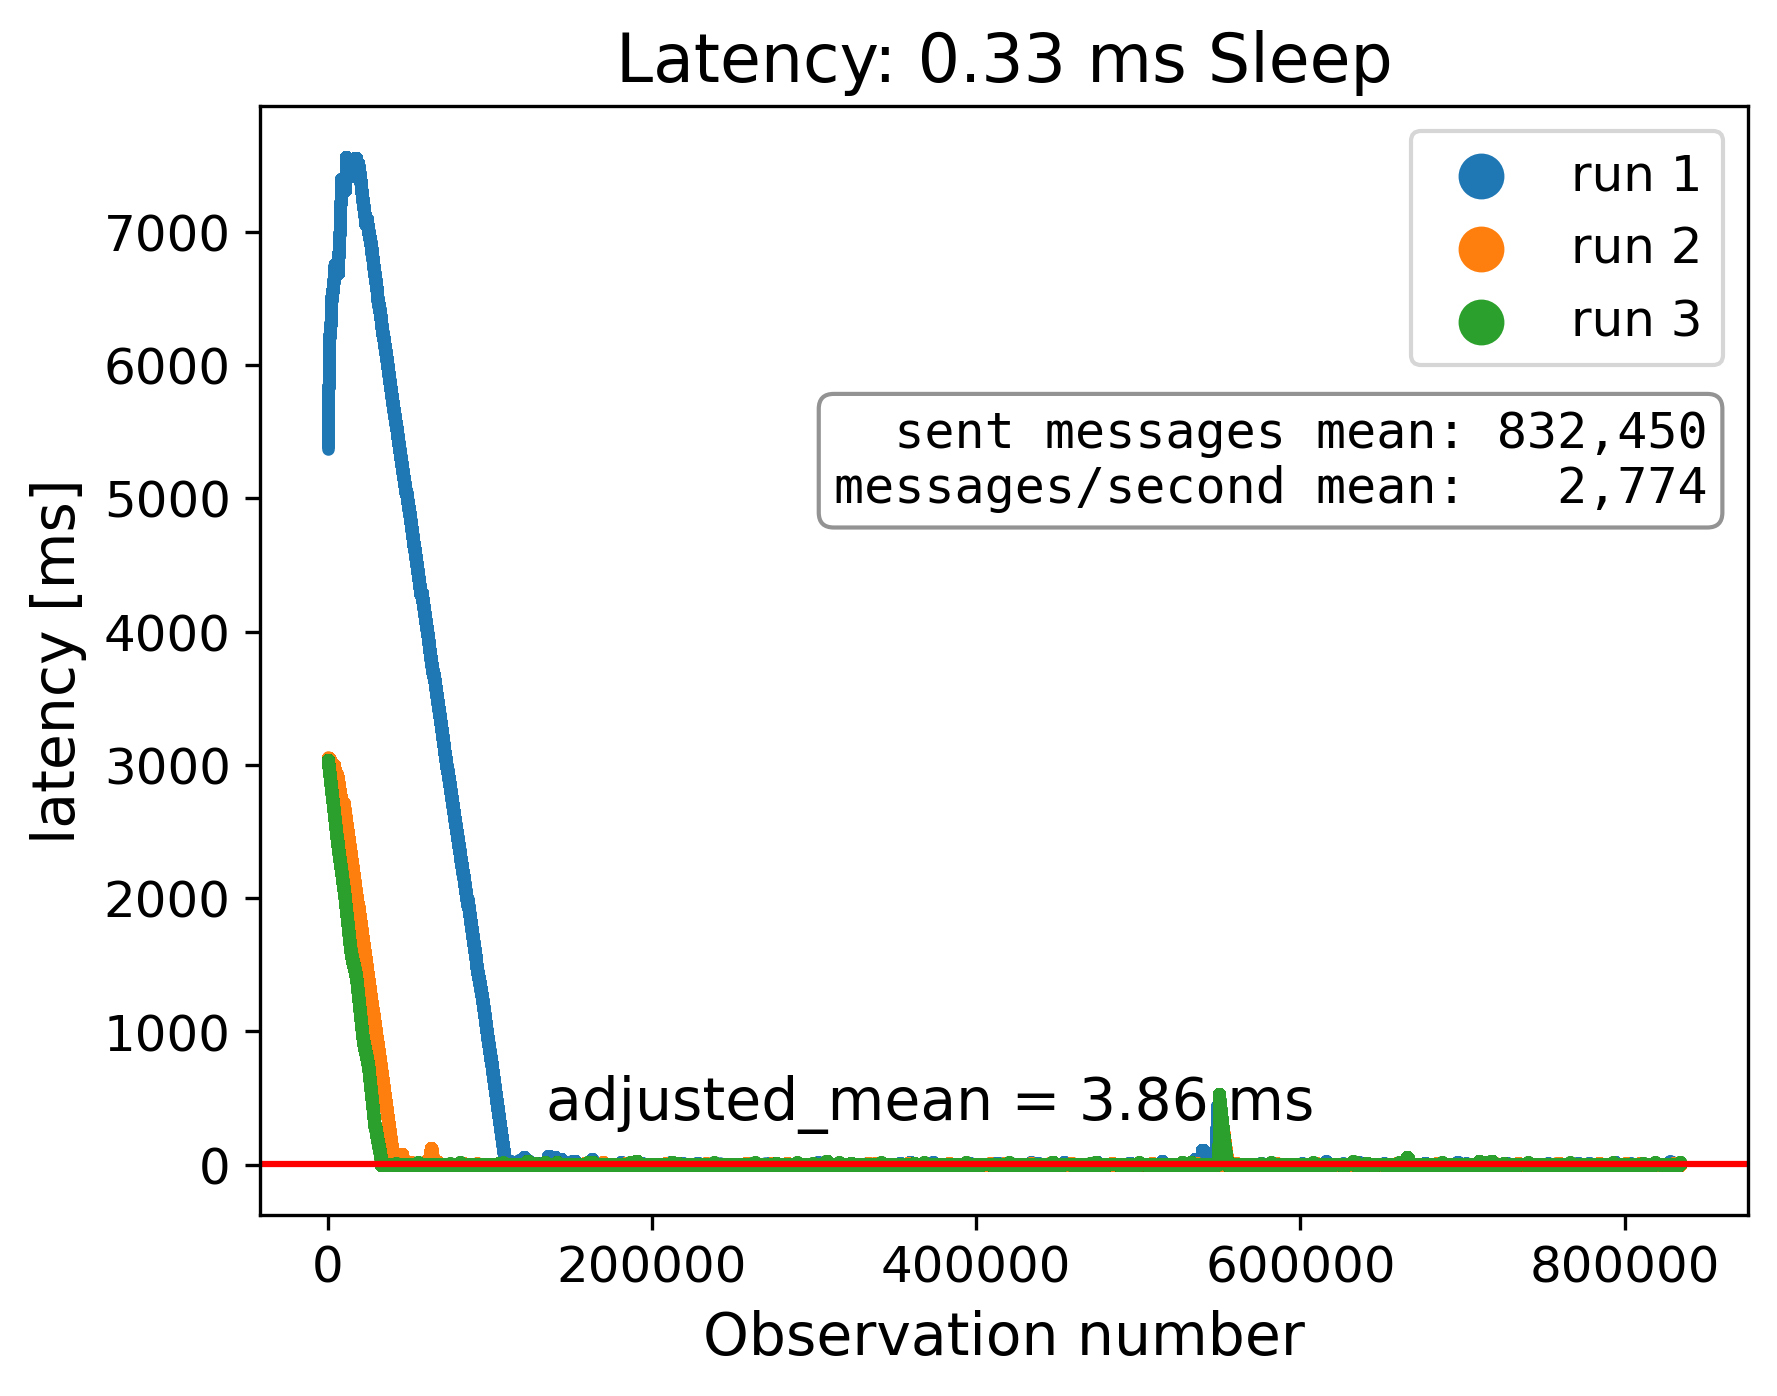 Latency: 0.33 ms Sleep
run 1
run 2
run 3
sent messages mean: 832,450
messages/second mean: 2,774
latency [ms]
7000
6000
5000
4000
3000
2000
1000
0
adjusted_mean = 3.86 ms
0 200000 400000 600000 800000
Observation number